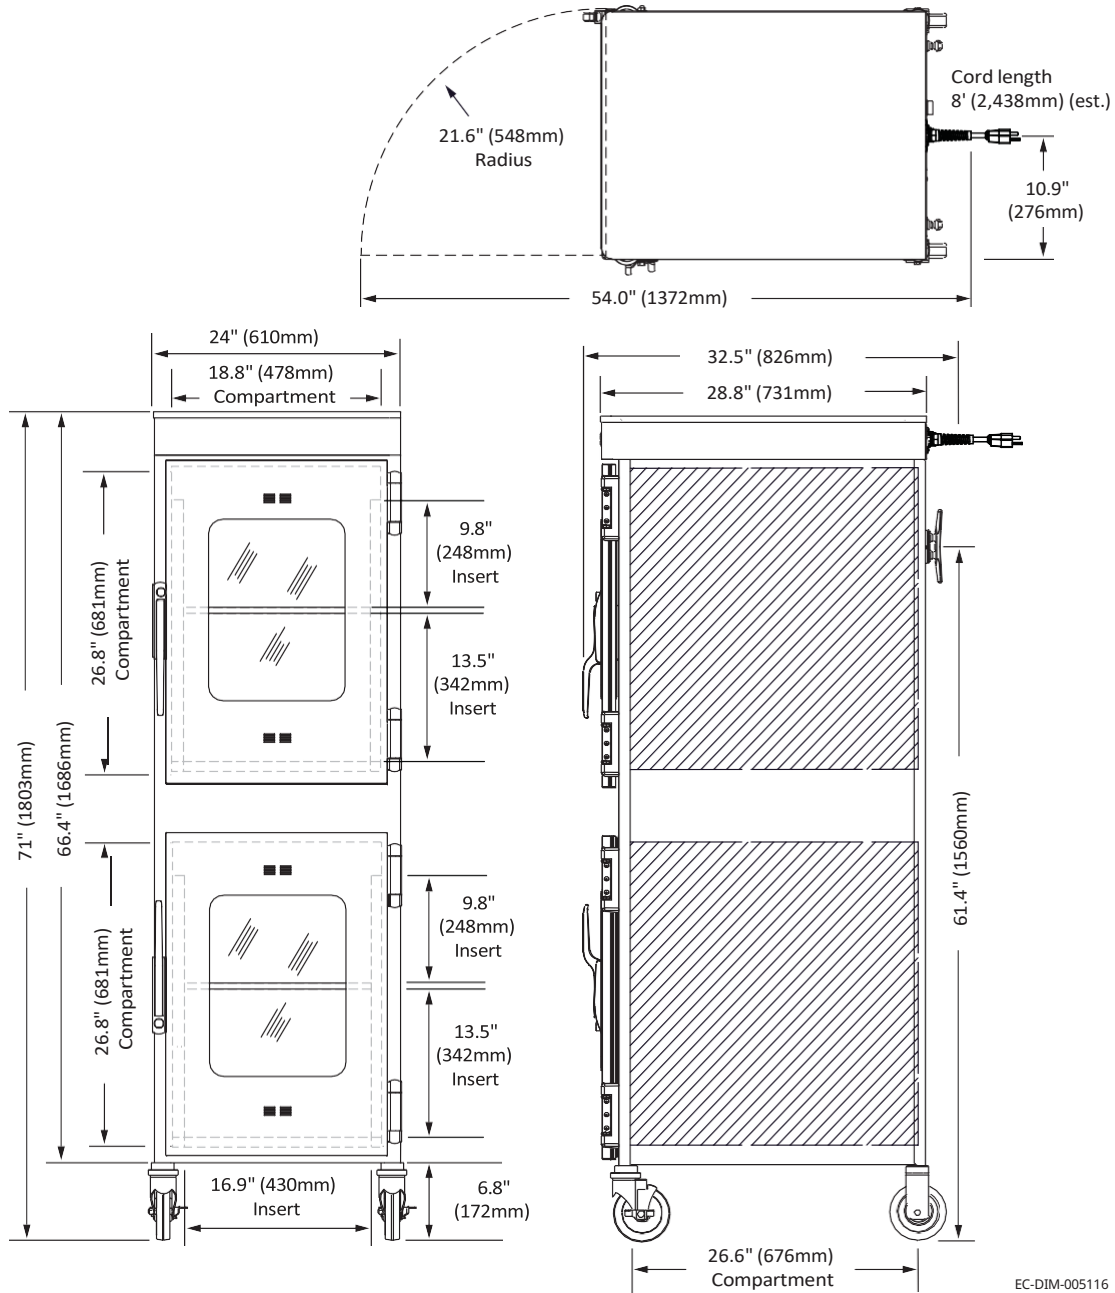 Cord length
8' (2,438mm) (est.)
21.6" (548mm)
Radius
10.9"
(276mm)
54.0" (1372mm)
24" (610mm)
18.8" (478mm)
Compartment
32.5" (826mm)
28.8" (731mm)
9.8"
(248mm)
Insert
26.8" (681mm)
Compartment
13.5"
(342mm)
Insert
71" (1803mm)
66.4" (1686mm)
61.4" (1560mm)
9.8"
(248mm)
Insert
26.8" (681mm)
Compartment
13.5"
(342mm)
Insert
16.9" (430mm)
Insert
6.8"
(172mm)
26.6" (676mm)
Compartment
EC-DIM-005116